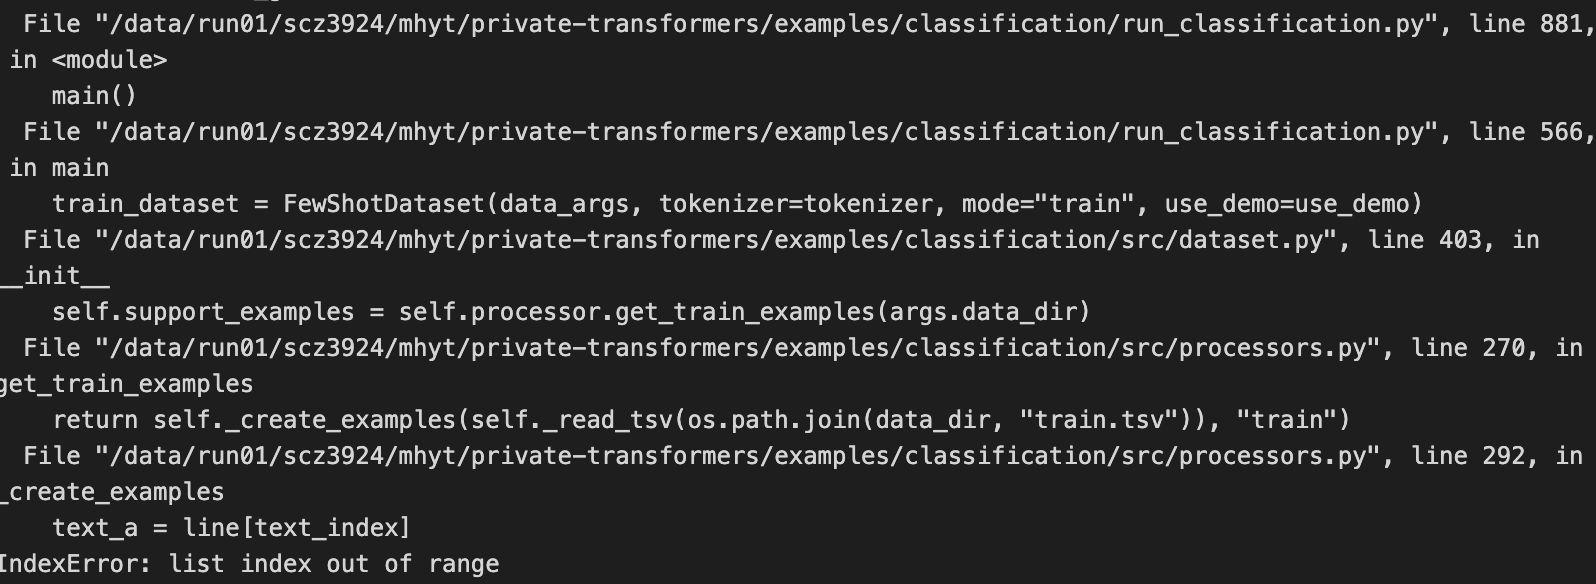 File "/data/run01/scz3924/mhyt/private-transformers/examples/classification/run_classification.py", line 881,
in <module>
main()
File "/data/run01/scz3924/mhyt/private-transformers/examples/classification/run_classification.py", line 566,
in main
train_dataset = FewShotDataset(data_args, tokenizer=tokenizer, mode="train", use_demo=use_demo)
File "/data/run01/scz3924/mhyt/private-transformers/examples/classification/src/dataset.py", line 403, in
__init__
self.support_examples = self.processor.get_train_examples(args.data_dir)
File "/data/run01/scz3924/mhyt/private-transformers/examples/classification/src/processors.py", line 270, in
get_train_examples
return self._create_examples(self._read_tsv(os.path.join(data_dir, "train.tsv")), "train")
File "/data/run01/scz3924/mhyt/private-transformers/examples/classification/src/processors.py", line 292, in
_create_examples
text_a = line[text_index]
IndexError: list index out of range